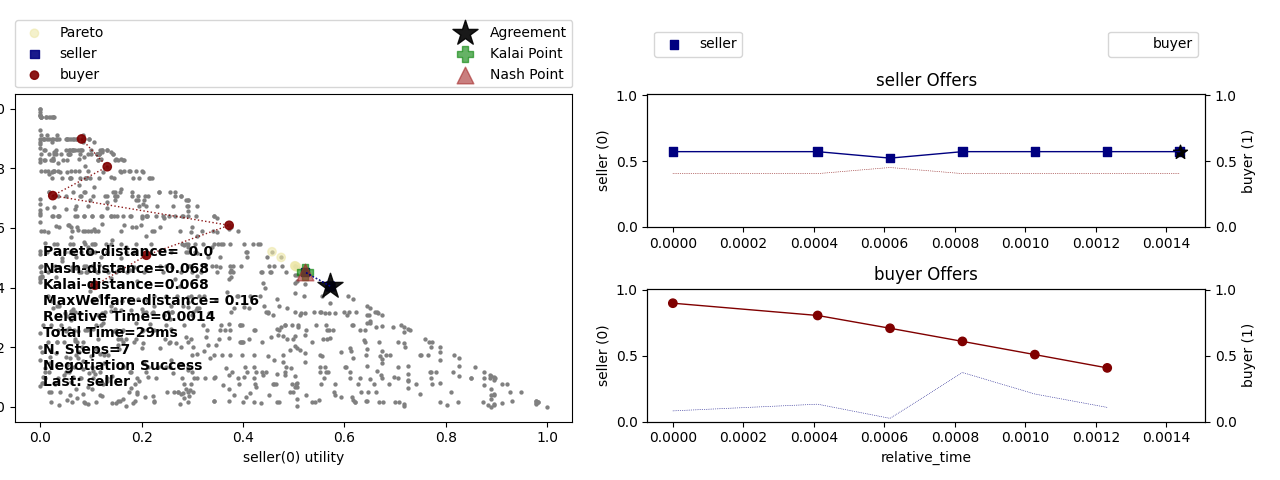 Pareto
seller
buyer
Agreement
Kalai Point
Nash Point
Pareto-distance= 0.0
Nash-distance=0.068
Kalai-distance=0.068
MaxWelfare-distance= 0.16
Relative Time=0.0014
Total Time=29ms
N. Steps=7
Negotiation Success
Last: seller
0.0 0.2 0.4 0.6 0.8 1.0
seller(0) utility
seller
buyer
seller Offers
1.0
0.5
0.0
seller (0)
1.0
0.5
0.0
buyer (1)
0.0000 0.0002 0.0004 0.0006 0.0008 0.0010 0.0012 0.0014
buyer Offers
1.0
0.5
0.0
seller (0)
1.0
0.5
0.0
buyer (1)
0.0000 0.0002 0.0004 0.0006 0.0008 0.0010 0.0012 0.0014
relative_time